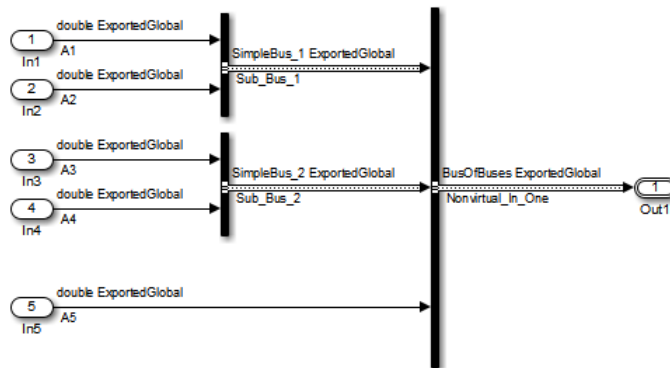 double ExportedGlobal
1
A1
In1
SimpleBus_1 ExportedGlobal
double ExportedGlobal
Sub_Bus_1
2
A2
In2
double ExportedGlobal
3
A3
In3
SimpleBus_2 ExportedGlobal
BusOfBuses ExportedGlobal
double ExportedGlobal
Sub_Bus_2
Nonvirtual_In_One
1
Out1
4
A4
In4
double ExportedGlobal
5
A5
In5